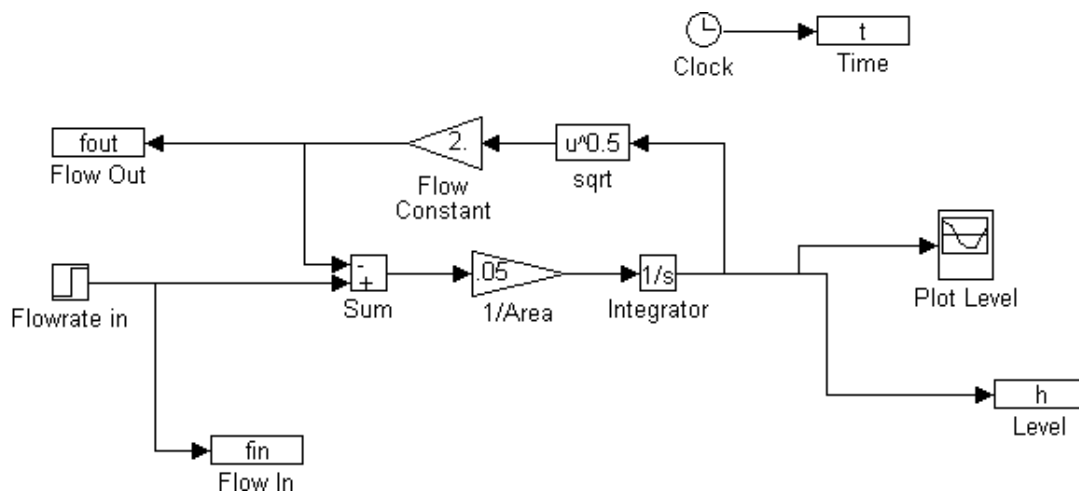 t
Clock
Time
fout
2.
u^0.5
Flow Out
Flow
Constant
sqrt
-
+
.05
1/s
Flowrate in
Sum
1/Area
Integrator
Plot Level
h
Level
fin
Flow In